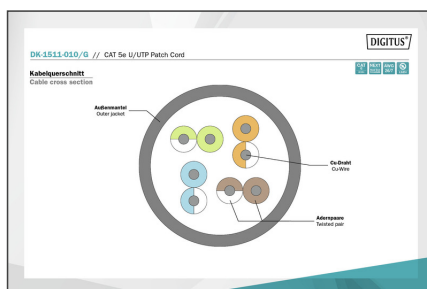 DIGITUS®
DK-1511-010/G // CAT 5e U/UTP Patch Cord
Kabelquerschnitt
Cable cross section
Außenmantel
Outer jacket
Cu-Draht
Cu-Wire
Adernpaare
Twisted pair